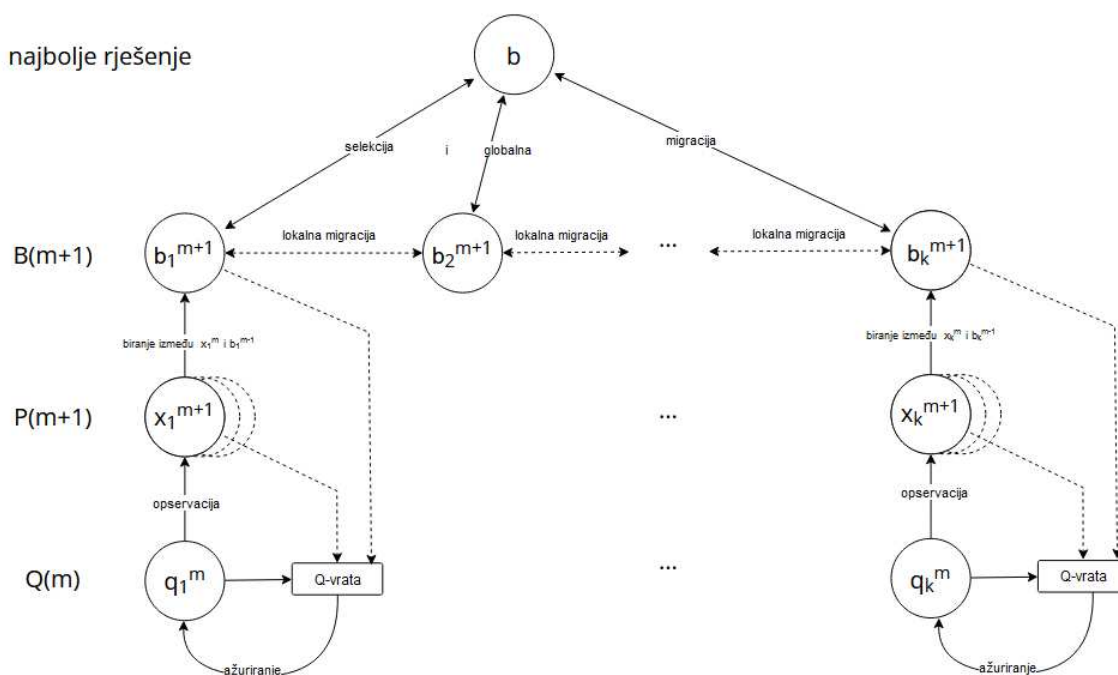 najbolje rješenje
b
selekcija i globalna migracija
B(m+1)
b₁ᵐ⁺¹
lokalna migracija
b₂ᵐ⁺¹
lokalna migracija
...
lokalna migracija
bₖᵐ⁺¹
biranje između x₁ᵐ i b₁ᵐ⁻¹
biranje između xₖᵐ i bₖᵐ⁻¹
P(m+1)
x₁ᵐ⁺¹
...
xₖᵐ⁺¹
opservacija
opservacija
Q(m)
q₁ᵐ
Q-vrata
...
qₖᵐ
Q-vrata
ažuriranje
ažuriranje